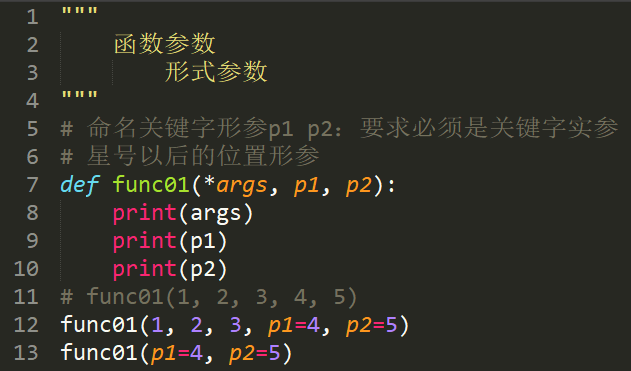 1 """
2     函数参数
3         形式参数
4 """
5 # 命名关键字形参p1 p2：要求必须是关键字实参
6 # 星号以后的位置形参
7 def func01(*args, p1, p2):
8     print(args)
9     print(p1)
10     print(p2)
11 # func01(1, 2, 3, 4, 5)
12 func01(1, 2, 3, p1=4, p2=5)
13 func01(p1=4, p2=5)